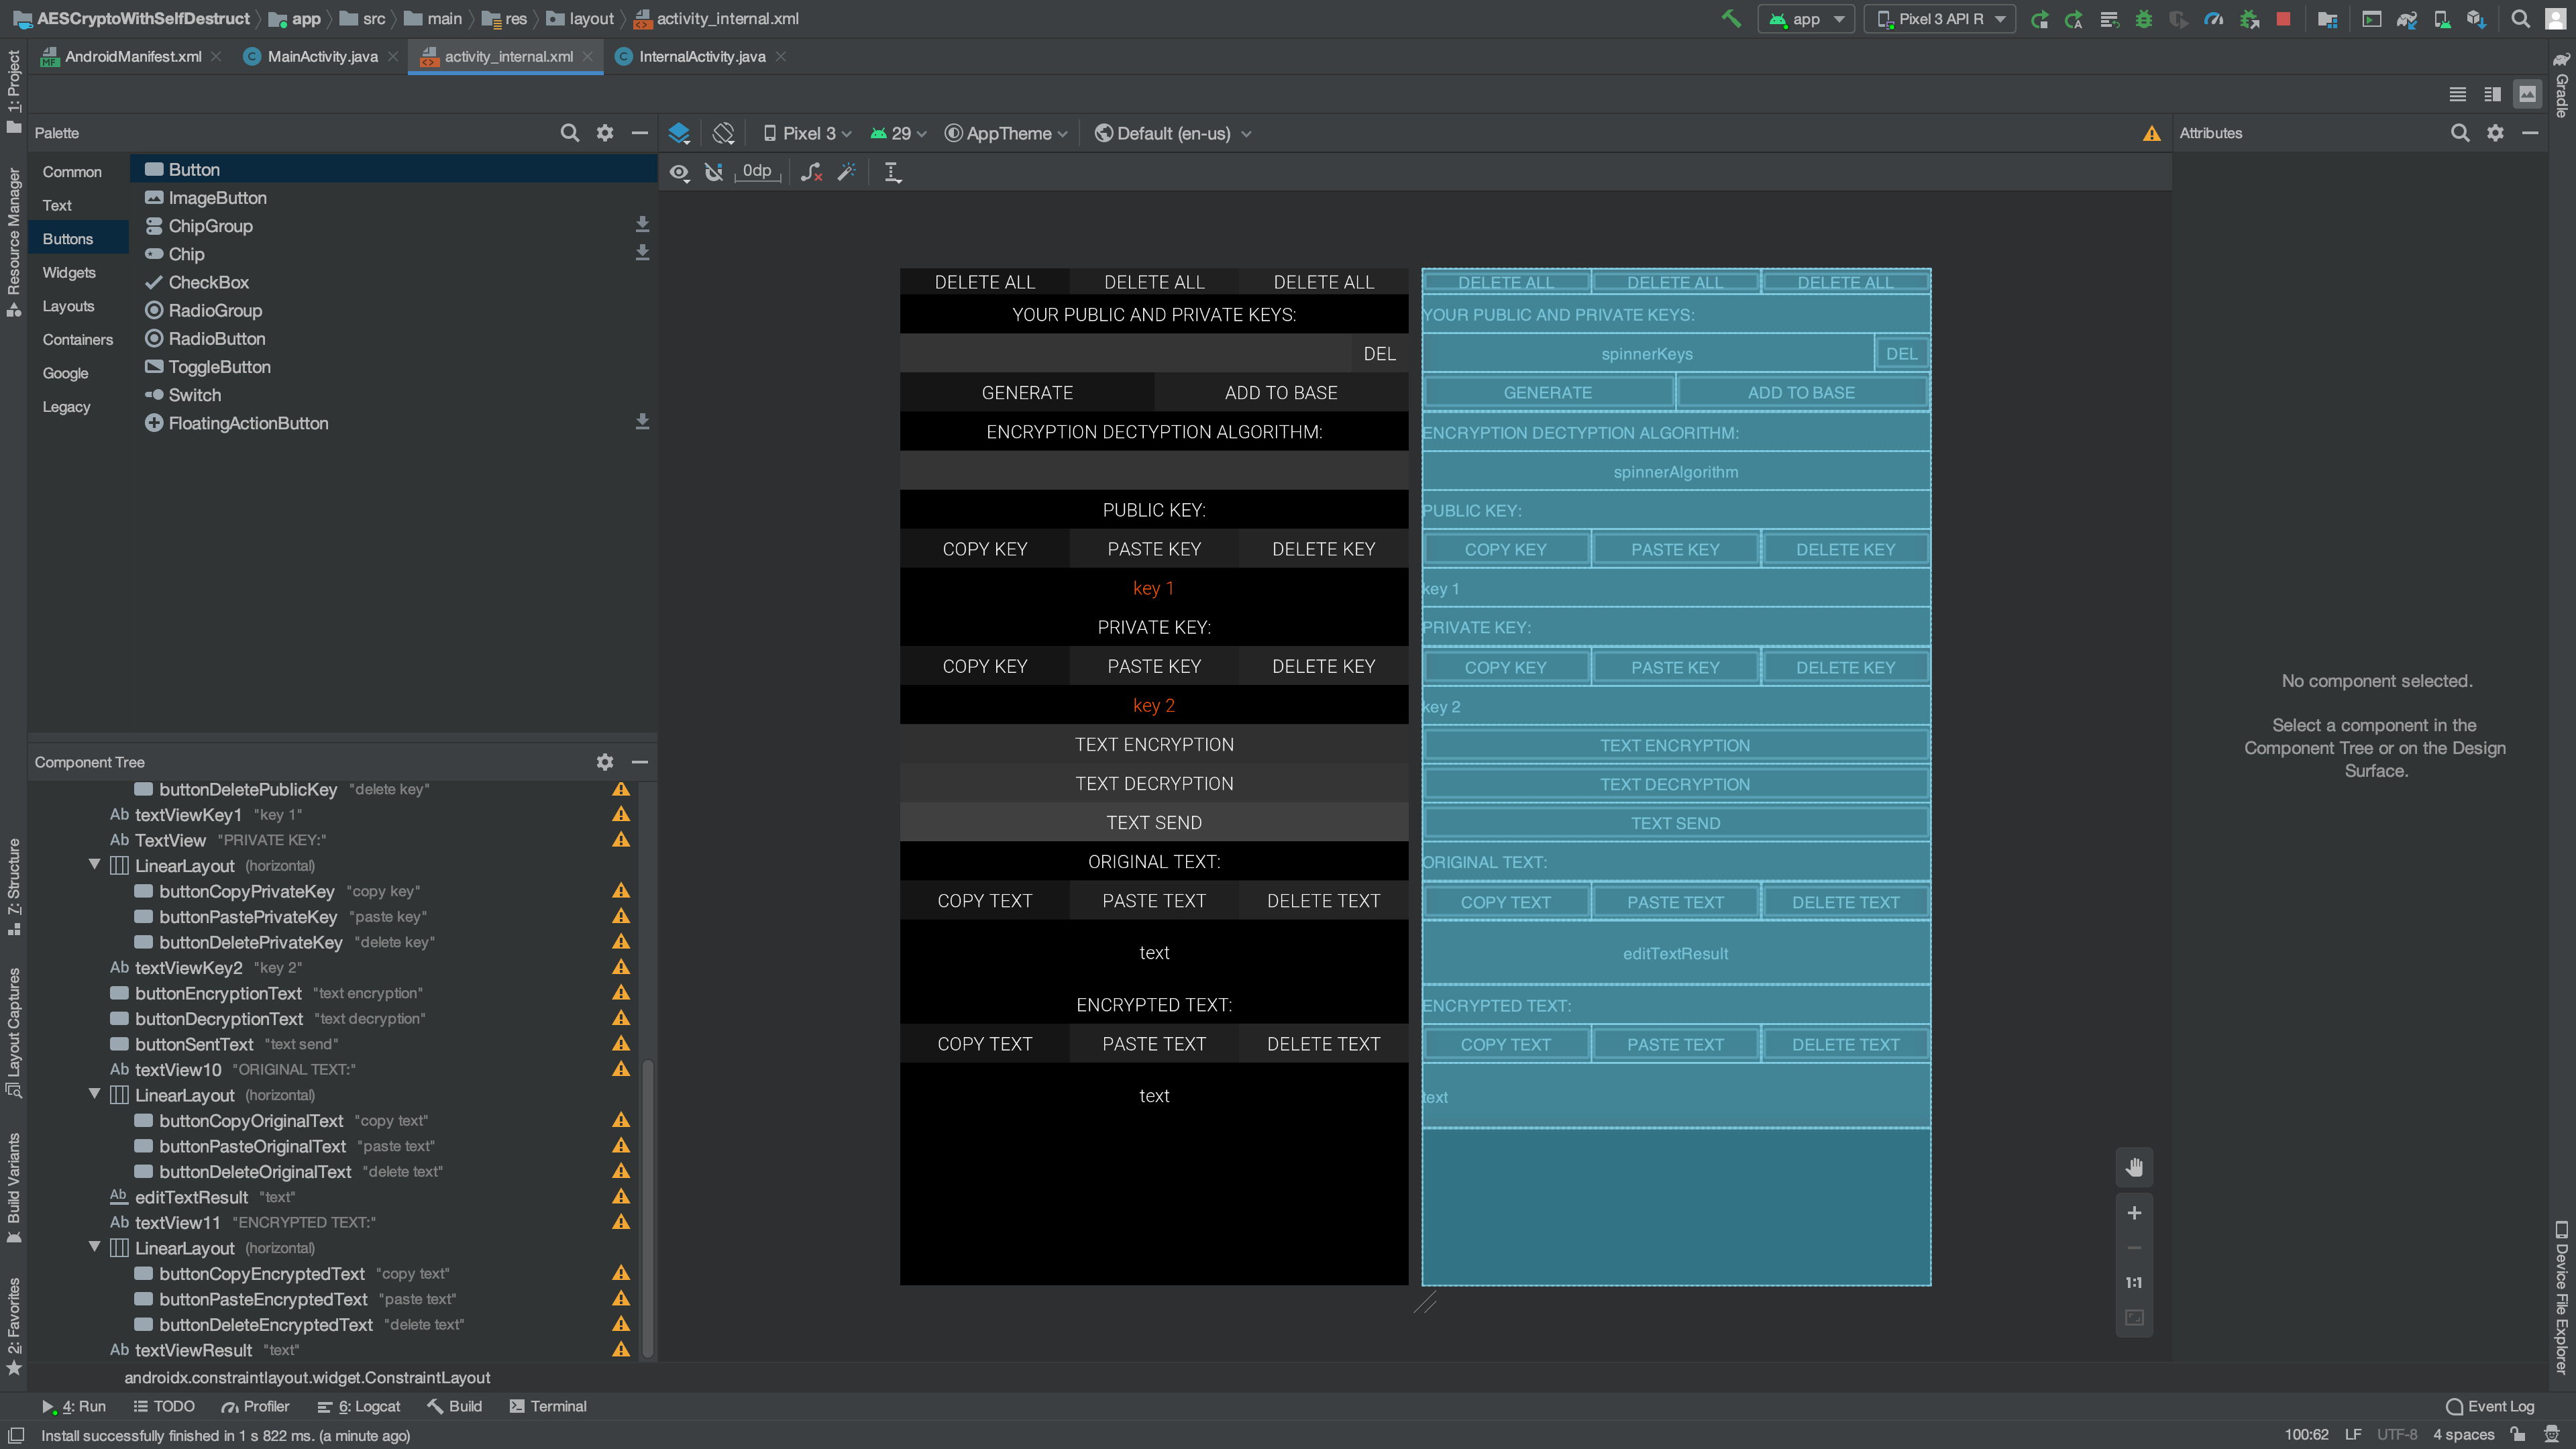 AESCryptoWithSelfDestruct app src main res layout activity_internal.xml app Pixel 3 API R
AndroidManifest.xml MainActivity.java activity_internal.xml InternalActivity.java
1: Project
Resource Manager
7: Structure
Layout Captures
Build Variants
2: Favorites
Palette
Common
Text
Buttons
Widgets
Layouts
Containers
Google
Legacy
Button
ImageButton
ChipGroup
Chip
CheckBox
RadioGroup
RadioButton
ToggleButton
Switch
FloatingActionButton
Component Tree
buttonDeletePublicKey "delete key"
Ab textViewKey1 "key 1"
Ab TextView "PRIVATE KEY:"
LinearLayout (horizontal)
buttonCopyPrivateKey "copy key"
buttonPastePrivateKey "paste key"
buttonDeletePrivateKey "delete key"
Ab textViewKey2 "key 2"
buttonEncryptionText "text encryption"
buttonDecryptionText "text decryption"
buttonSentText "text send"
Ab textView10 "ORIGINAL TEXT:"
LinearLayout (horizontal)
buttonCopyOriginalText "copy text"
buttonPasteOriginalText "paste text"
buttonDeleteOriginalText "delete text"
Ab editTextResult "text"
Ab textView11 "ENCRYPTED TEXT:"
LinearLayout (horizontal)
buttonCopyEncryptedText "copy text"
buttonPasteEncryptedText "paste text"
buttonDeleteEncryptedText "delete text"
Ab textViewResult "text"
Pixel 3 29 AppTheme Default (en-us)
0dp
DELETE ALL DELETE ALL DELETE ALL
YOUR PUBLIC AND PRIVATE KEYS:
DEL
GENERATE ADD TO BASE
ENCRYPTION DECTYPTION ALGORITHM:
PUBLIC KEY:
COPY KEY PASTE KEY DELETE KEY
key 1
PRIVATE KEY:
COPY KEY PASTE KEY DELETE KEY
key 2
TEXT ENCRYPTION
TEXT DECRYPTION
TEXT SEND
ORIGINAL TEXT:
COPY TEXT PASTE TEXT DELETE TEXT
text
ENCRYPTED TEXT:
COPY TEXT PASTE TEXT DELETE TEXT
text
DELETE ALL DELETE ALL DELETE ALL
YOUR PUBLIC AND PRIVATE KEYS:
spinnerKeys DEL
GENERATE ADD TO BASE
ENCRYPTION DECTYPTION ALGORITHM:
spinnerAlgorithm
PUBLIC KEY:
COPY KEY PASTE KEY DELETE KEY
key 1
PRIVATE KEY:
COPY KEY PASTE KEY DELETE KEY
key 2
TEXT ENCRYPTION
TEXT DECRYPTION
TEXT SEND
ORIGINAL TEXT:
COPY TEXT PASTE TEXT DELETE TEXT
editTextResult
ENCRYPTED TEXT:
COPY TEXT PASTE TEXT DELETE TEXT
text
1:1
Attributes
No component selected.
Select a component in the
Component Tree or on the Design
Surface.
Gradle
Device File Explorer
androidx.constraintlayout.widget.ConstraintLayout
4: Run TODO Profiler 6: Logcat Build Terminal Event Log
Install successfully finished in 1 s 822 ms. (a minute ago) 100:62 LF UTF-8 4 spaces